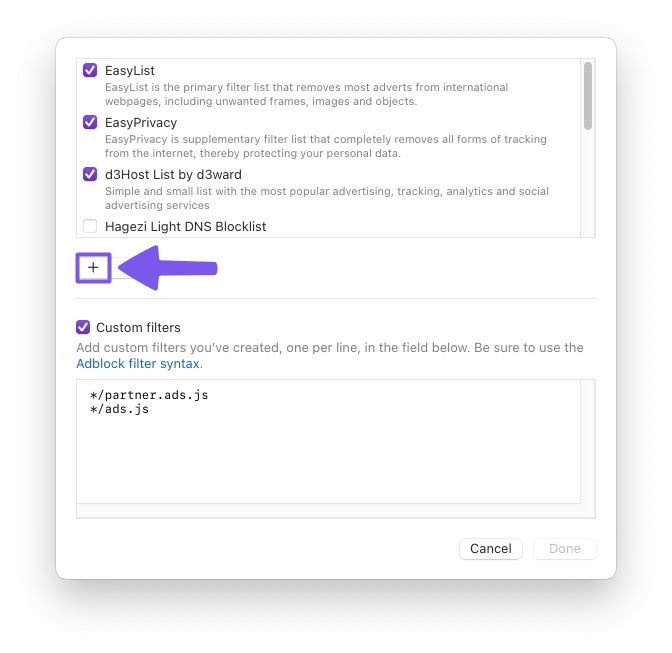 EasyList
EasyList is the primary filter list that removes most adverts from international
webpages, including unwanted frames, images and objects.
EasyPrivacy
EasyPrivacy is supplementary filter list that completely removes all forms of tracking
from the internet, thereby protecting your personal data.
d3Host List by d3ward
Simple and small list with the most popular advertising, tracking, analytics and social
advertising services
Hagezi Light DNS Blocklist
+
Custom filters
Add custom filters you’ve created, one per line, in the field below. Be sure to use the
Adblock filter syntax.
*/partner.ads.js
*/ads.js
Cancel Done